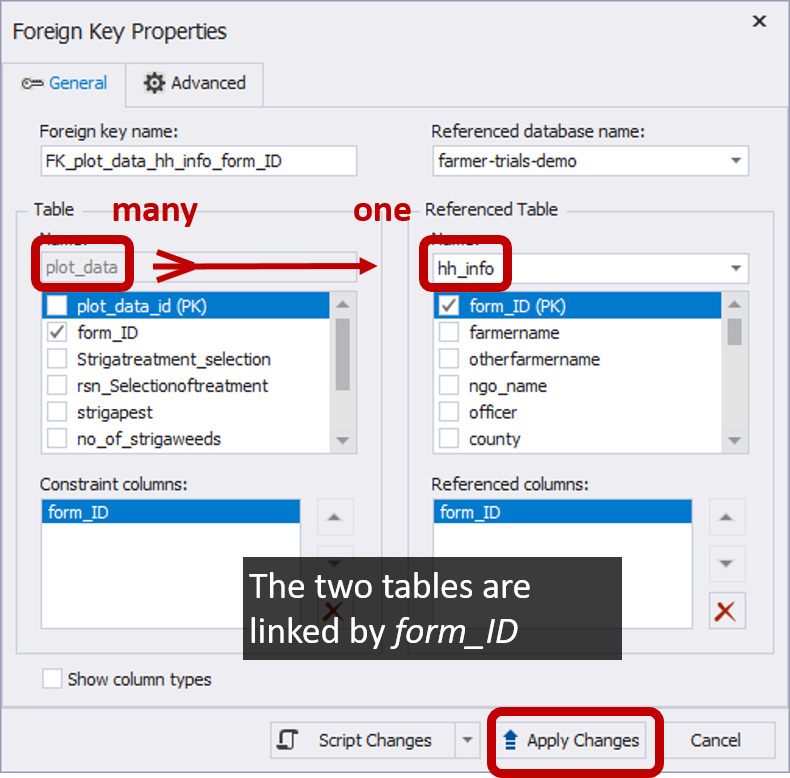 Foreign Key Properties
General
Advanced
Foreign key name:
Referenced database name:
FK_plot_data_hh_info_form_ID
farmer-trials-demo
Table
many
one
Referenced Table
Name:
Name:
plot_data
hh_info
plot_data_id (PK)
form_ID
Strigatreatment_selection
rsn_Selectionoftreatment
strigapest
no_of_strigaweeds
form_ID (PK)
farmername
otherfarmername
ngo_name
officer
county
Constraint columns:
form_ID
Referenced columns:
form_ID
The two tables are
linked by form_ID
Show column types
Script Changes
Apply Changes
Cancel